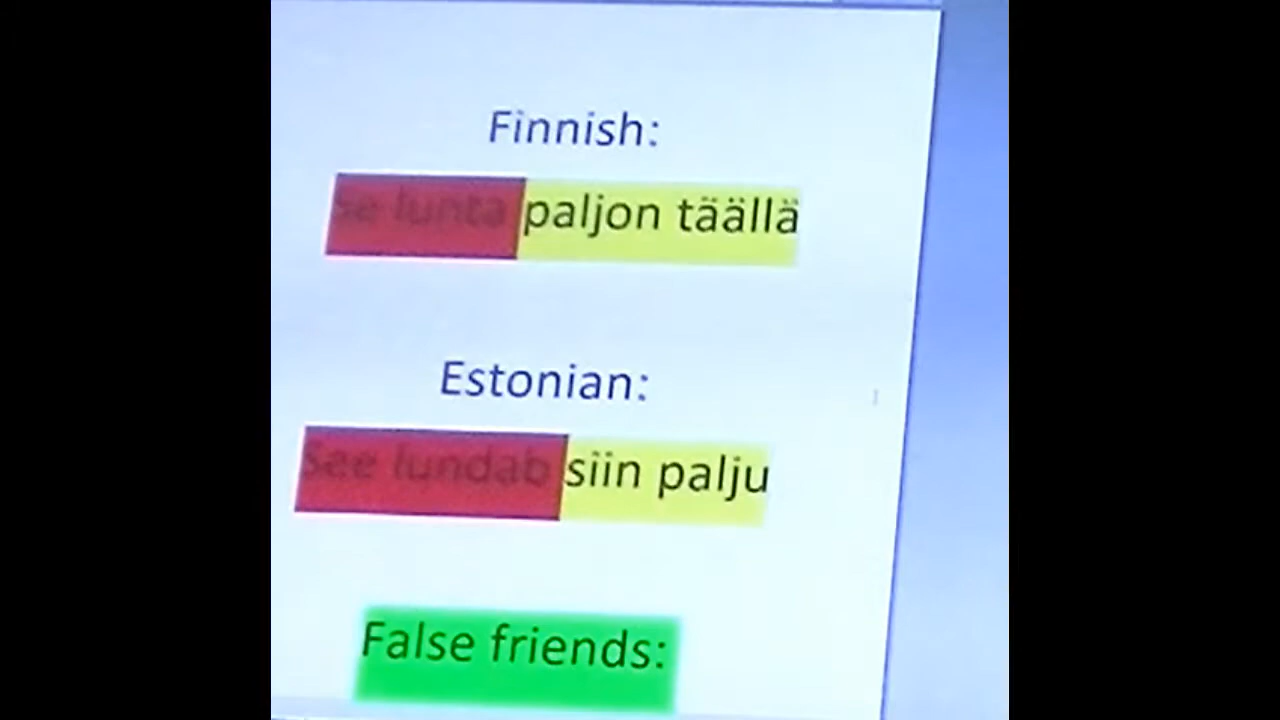 Finnish:
Se lunta paljon täällä
Estonian:
See lundab siin palju
False friends: